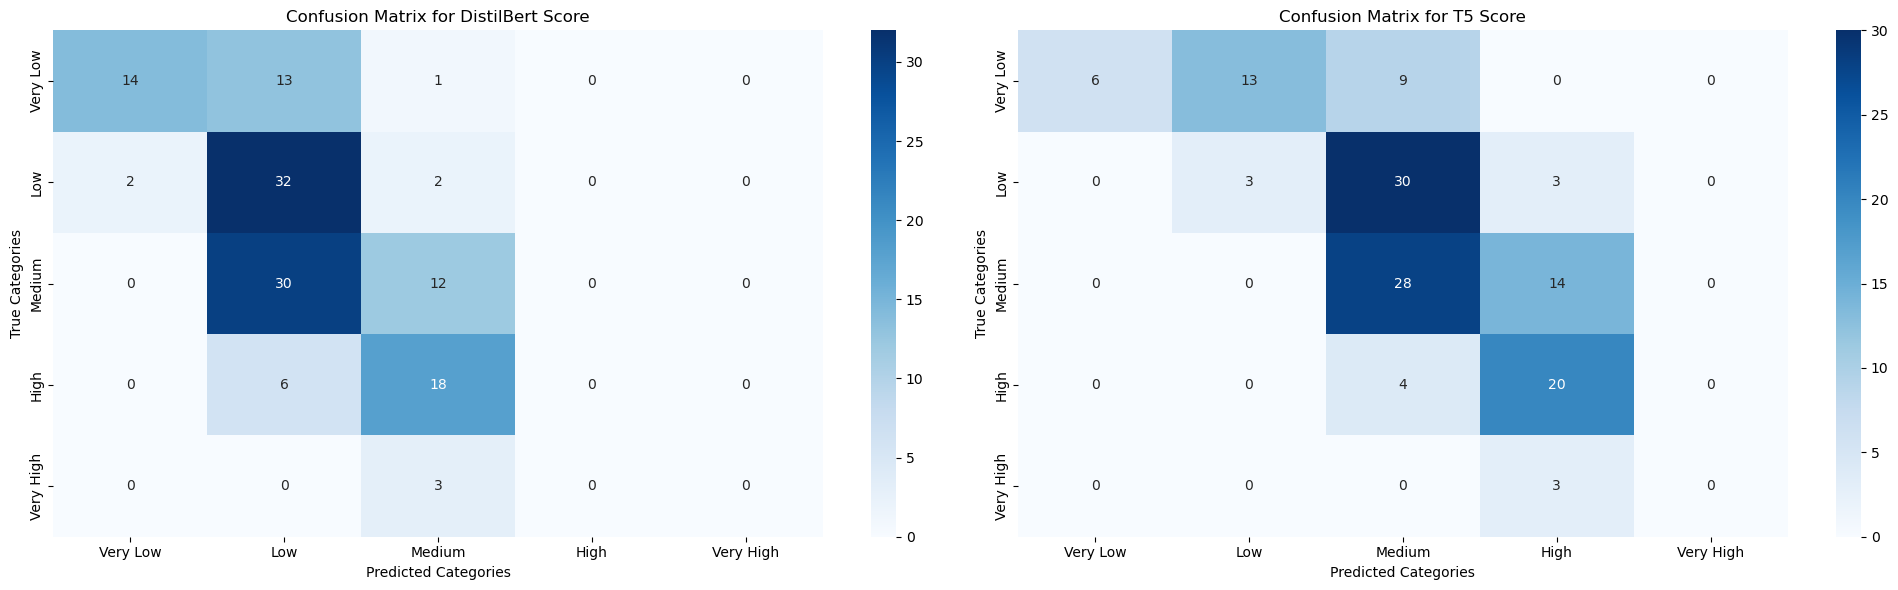 Confusion Matrix for DistilBert Score
True Categories
Very Low 14 13 1 0 0
Low 2 32 2 0 0
Medium 0 30 12 0 0
High 0 6 18 0 0
Very High 0 0 3 0 0
Very Low Low Medium High Very High
Predicted Categories
30
25
20
15
10
5
0
Confusion Matrix for T5 Score
True Categories
Very Low 6 13 9 0 0
Low 0 3 30 3 0
Medium 0 0 28 14 0
High 0 0 4 20 0
Very High 0 0 0 3 0
Very Low Low Medium High Very High
Predicted Categories
30
25
20
15
10
5
0